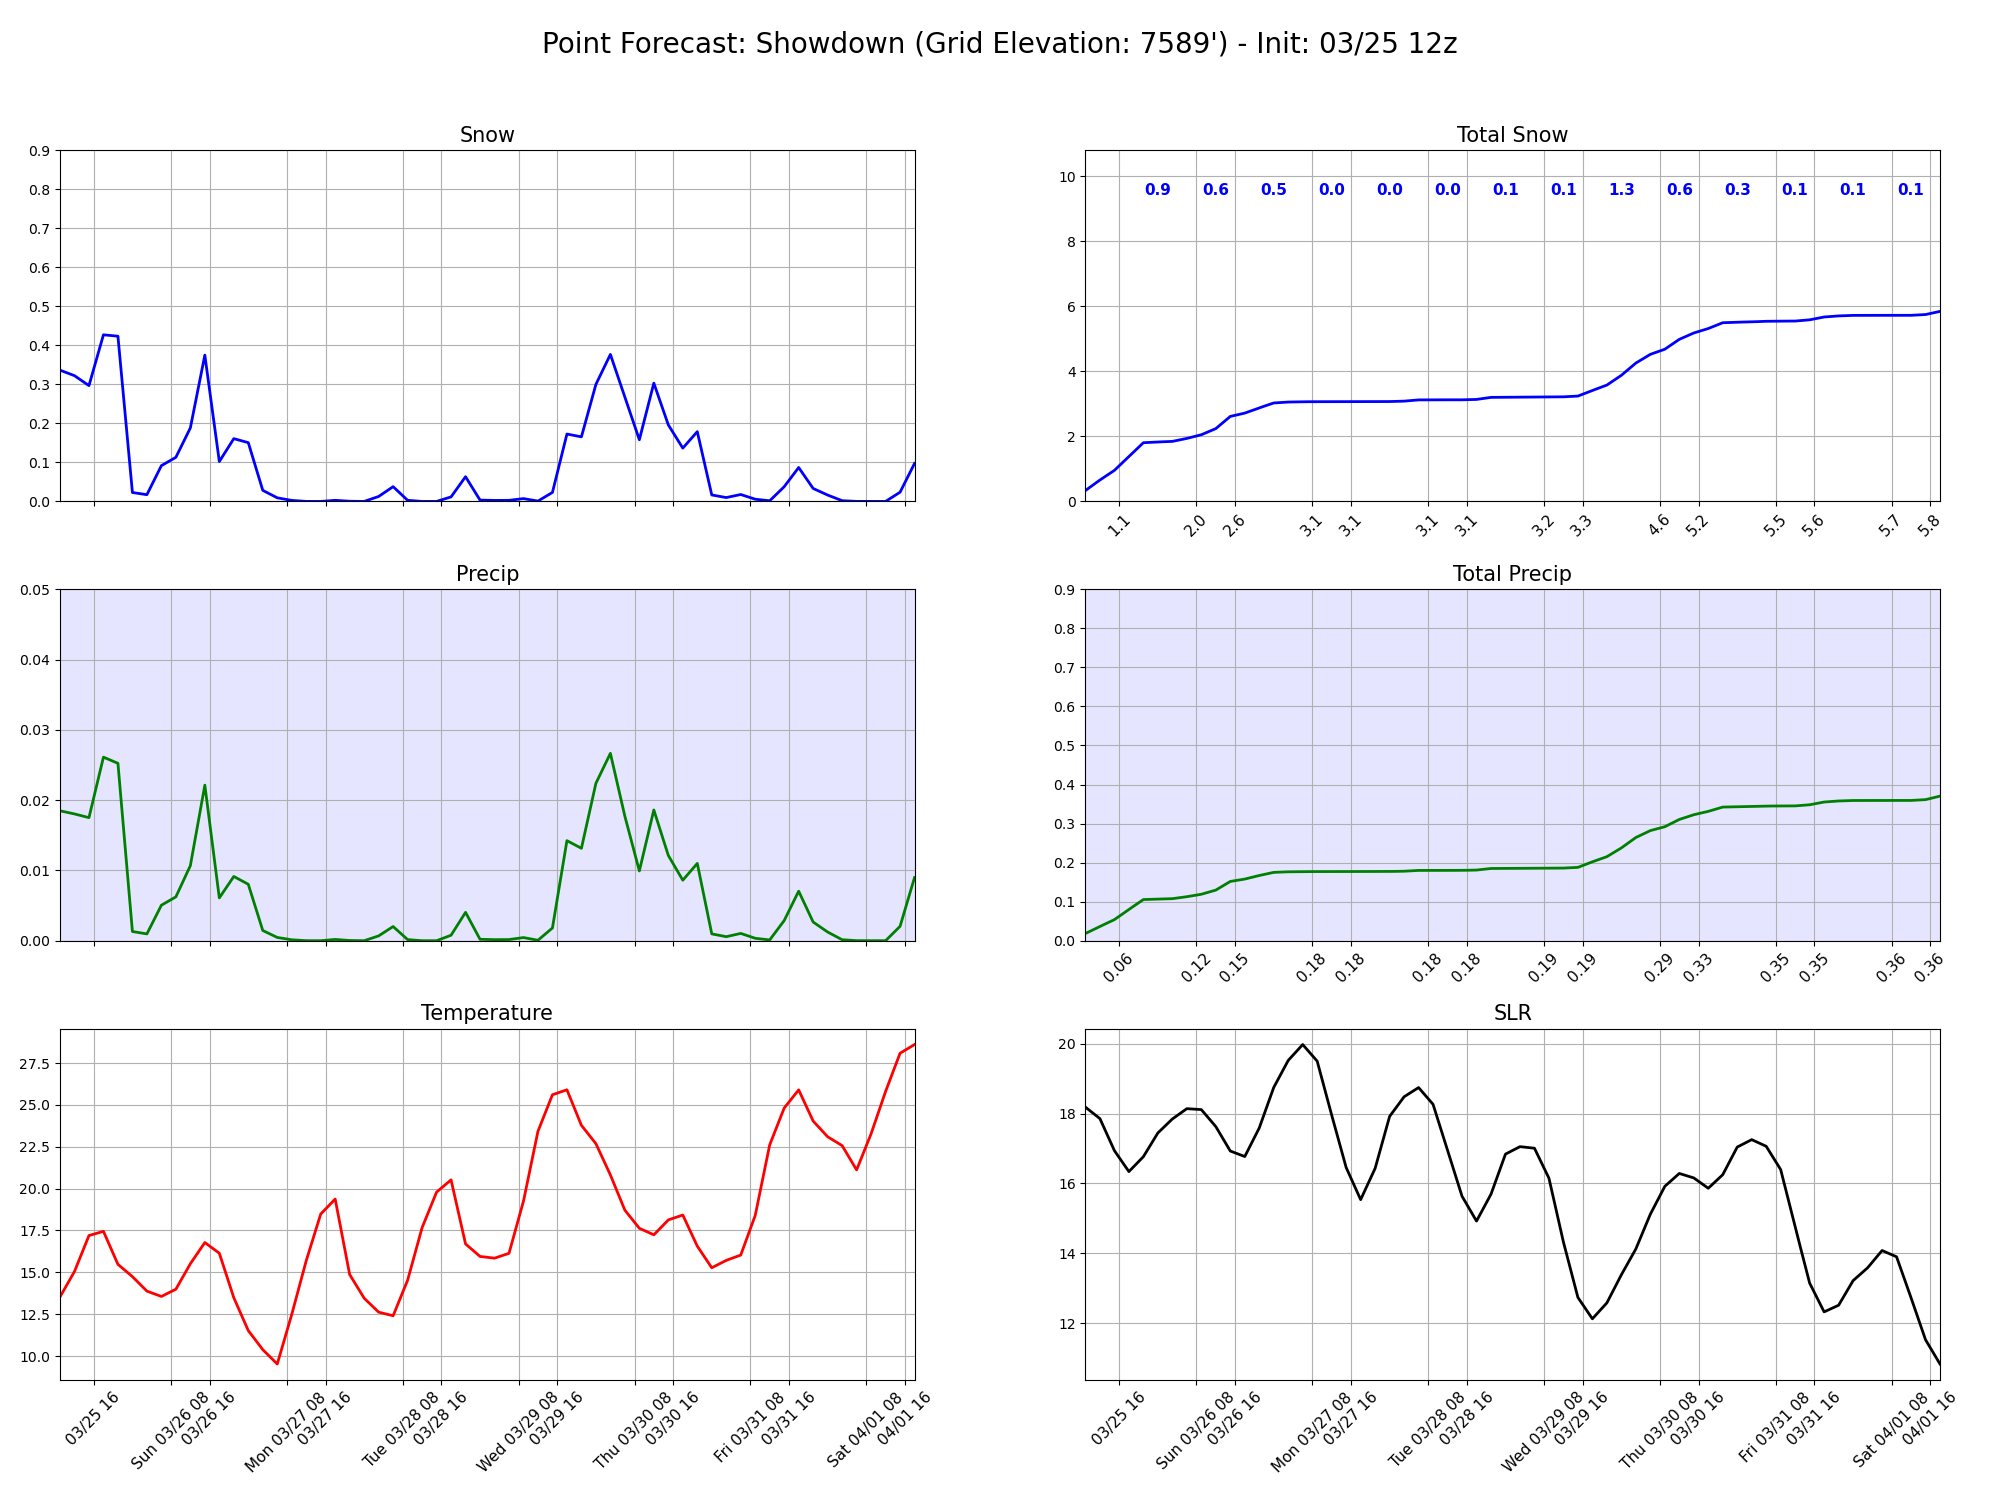 Point Forecast: Showdown (Grid Elevation: 7589') - Init: 03/25 12z
Snow
0.9
0.8
0.7
0.6
0.5
0.4
0.3
0.2
0.1
0.0
Total Snow
10
8
6
4
2
0
0.9 0.6 0.5 0.0 0.0 0.0 0.1 0.1 1.3 0.6 0.3 0.1 0.1 0.1
1.1 2.0 2.6 3.1 3.1 3.1 3.1 3.2 3.3 4.6 5.2 5.5 5.6 5.7 5.8
Precip
0.05
0.04
0.03
0.02
0.01
0.00
Total Precip
0.9
0.8
0.7
0.6
0.5
0.4
0.3
0.2
0.1
0.0
0.06 0.12 0.15 0.18 0.18 0.18 0.18 0.19 0.19 0.29 0.33 0.35 0.35 0.36 0.36
Temperature
27.5
25.0
22.5
20.0
17.5
15.0
12.5
10.0
03/25 16
Sun 03/26 08
03/26 16
Mon 03/27 08
03/27 16
Tue 03/28 08
03/28 16
Wed 03/29 08
03/29 16
Thu 03/30 08
03/30 16
Fri 03/31 08
03/31 16
Sat 04/01 08
04/01 16
SLR
20
18
16
14
12
03/25 16
Sun 03/26 08
03/26 16
Mon 03/27 08
03/27 16
Tue 03/28 08
03/28 16
Wed 03/29 08
03/29 16
Thu 03/30 08
03/30 16
Fri 03/31 08
03/31 16
Sat 04/01 08
04/01 16